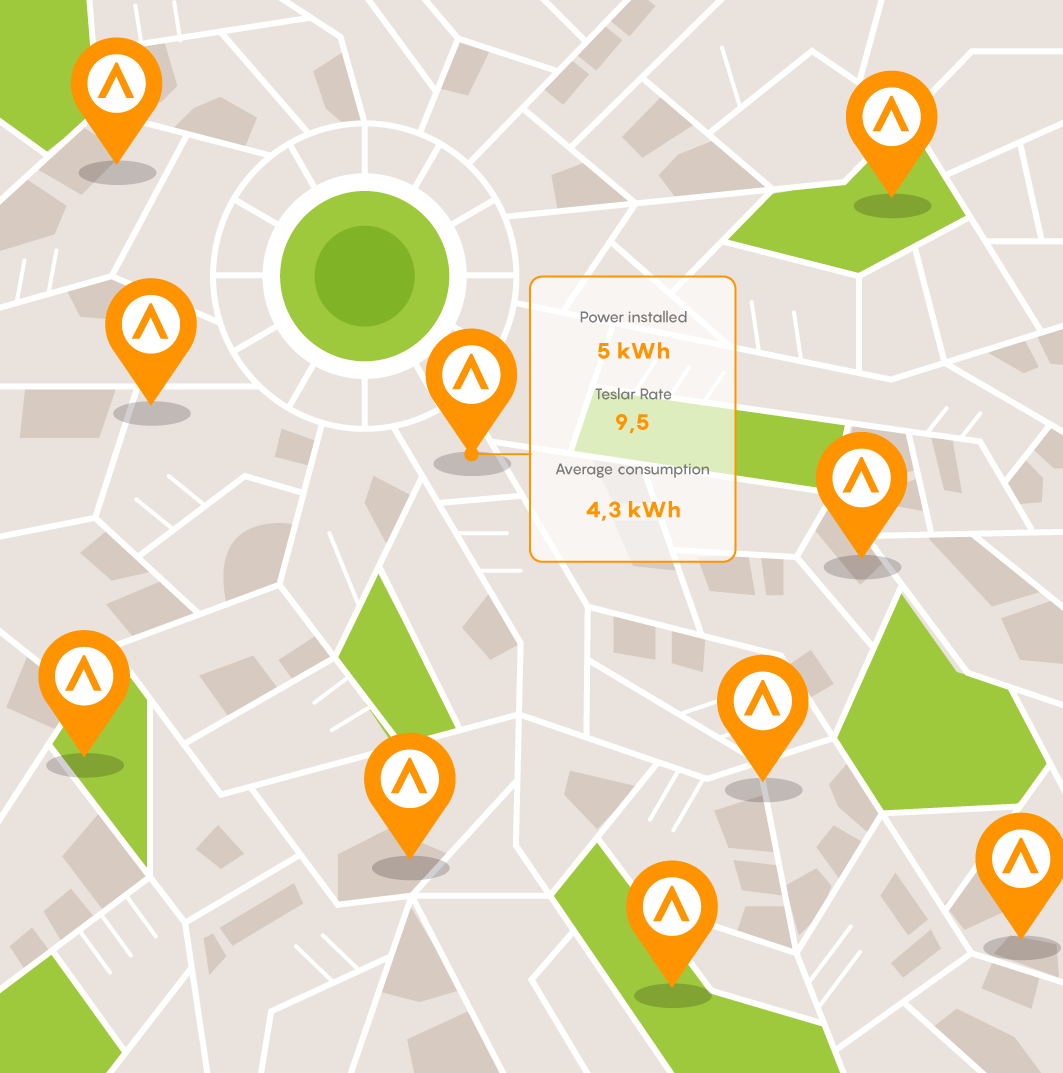 Power installed
5 kWh
Teslar Rate
9,5
Average consumption
4,3 kWh